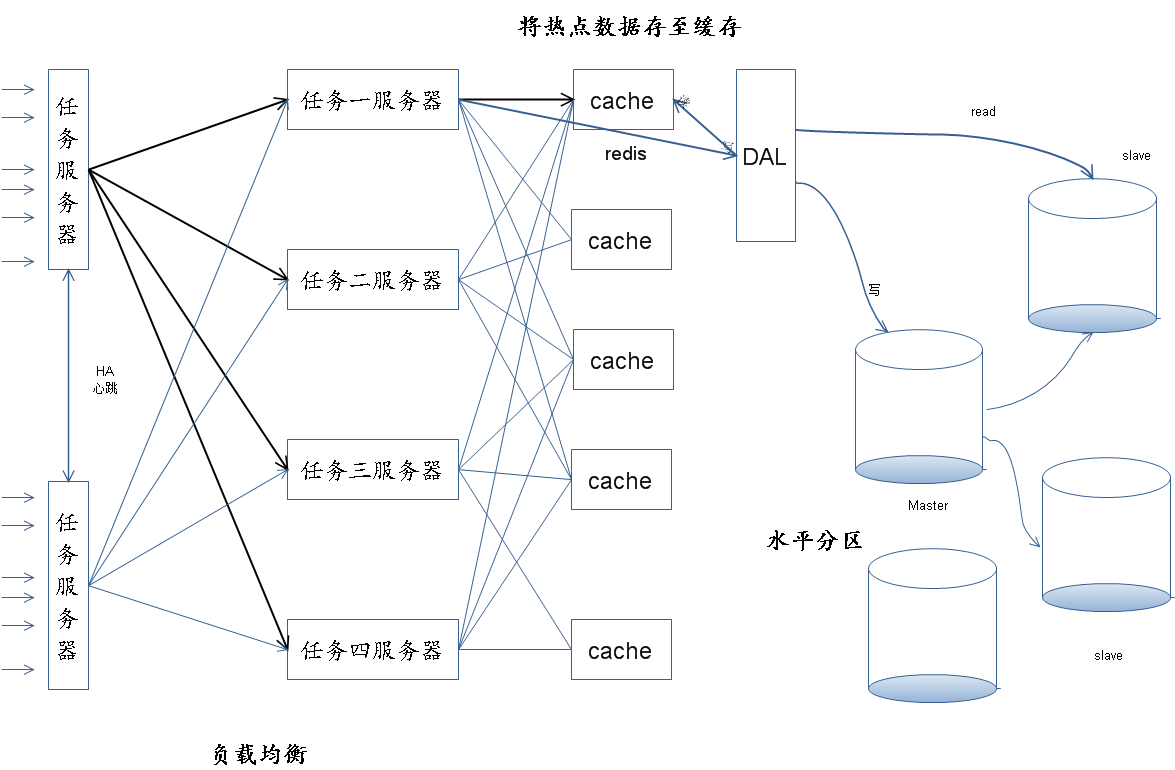 将热点数据存至缓存
任务服务器
任务一服务器
cache
redis
DAL
read
slave
任务二服务器
cache
写
HA
心跳
cache
任务三服务器
cache
Master
水平分区
任务服务器
任务四服务器
cache
slave
负载均衡